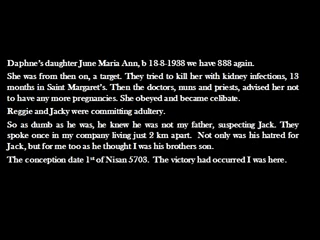 Daphne's daughter June Maria Ann, b 18-8-1938 we have 888 again.
She was from then on, a target. They tried to kill her with kidney infections, 13
months in Saint Margaret's. Then the doctors, nuns and priests, advised her not
to have any more pregnancies. She obeyed and became celibate.
Reggie and Jacky were committing adultery.
So as dumb as he was, he knew he was not my father, suspecting Jack. They
spoke once in my company living just 2 km apart. Not only was his hatred for
Jack, but for me too as he thought I was his brothers son.
The conception date 1st of Nisan 5703. The victory had occurred I was here.